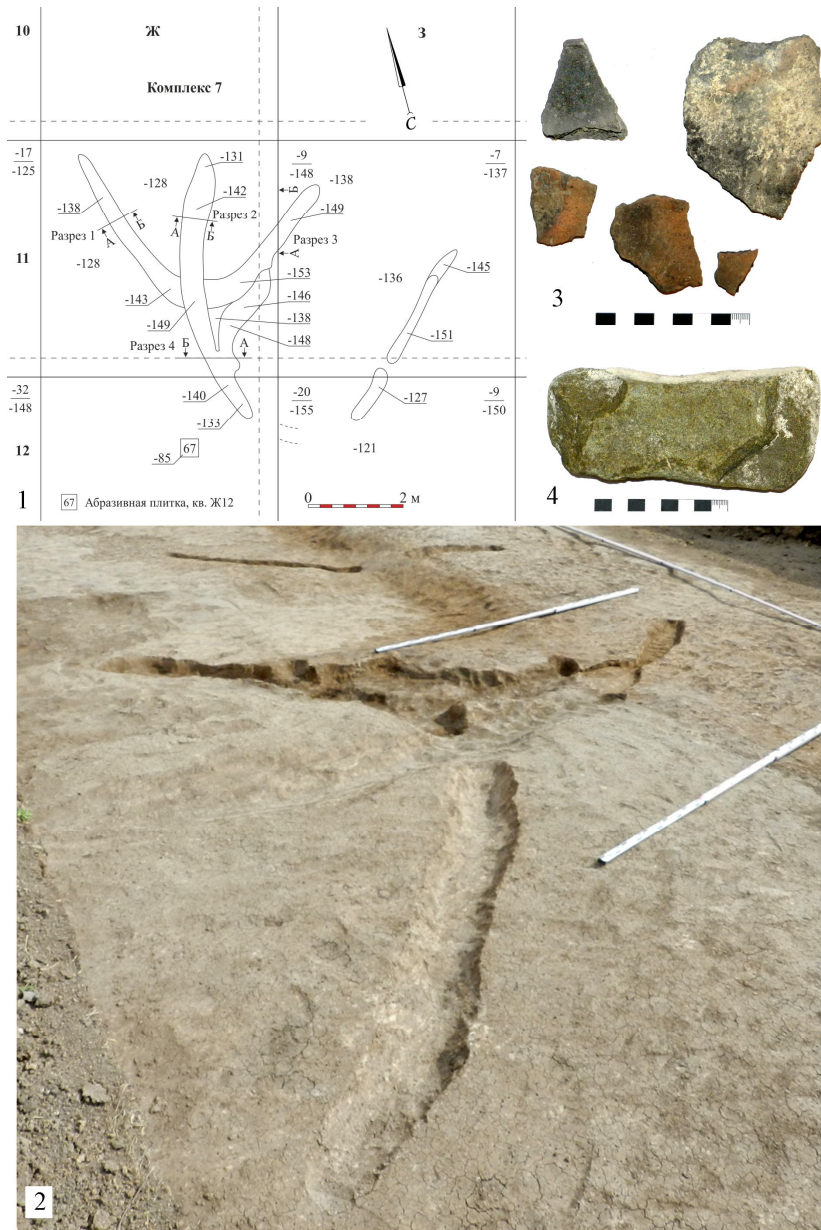 10
Ж
З
Комплекс 7
С
-17
-125
-128
-131
-142
-9
-148
Б
-138
-7
-137
-138
Б
А
Разрез 1
А
Разрез 2
Б
-149
Разрез 3
А
-128
11
-143
-153
-136
-145
-146
-149
-138
-151
-148
Разрез 4
Б
А
-32
-148
-140
-20
-155
-127
-9
-150
-133
12
-85
67
-121
1
67 Абразивная плитка, кв. Ж12
0
2 м
3
4
2